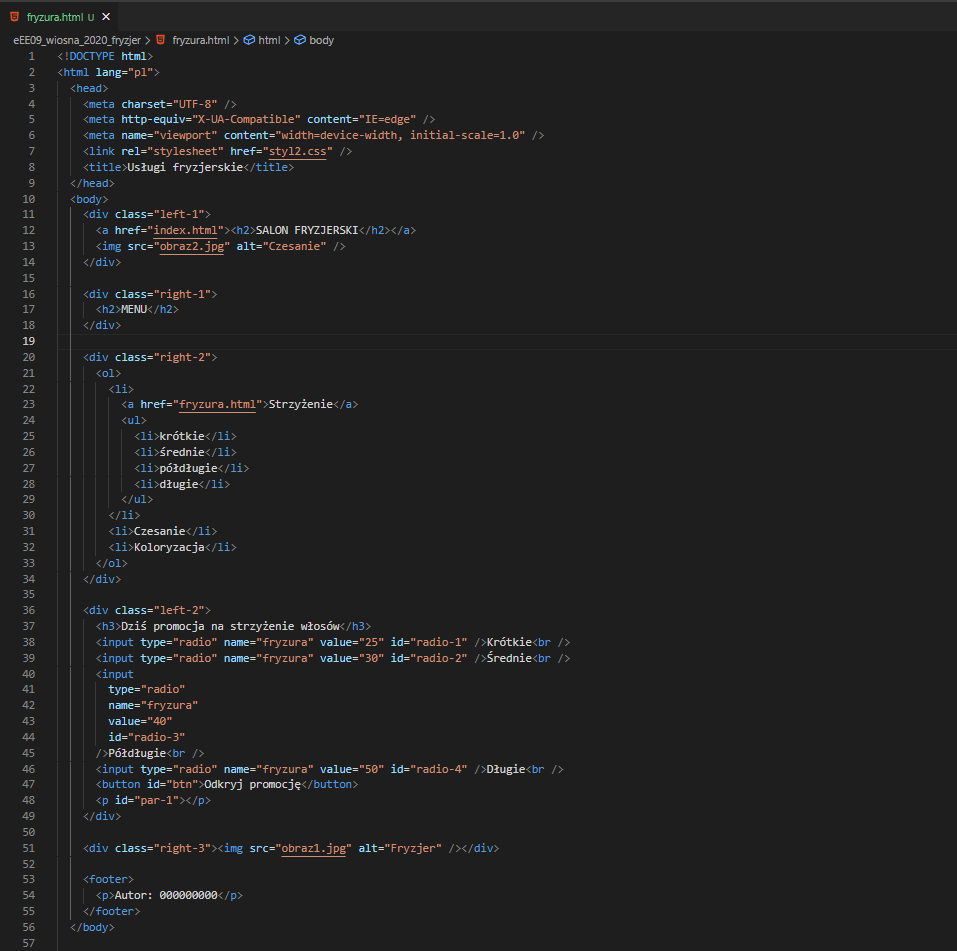 fryzura.html U ×
eEE09_wiosna_2020_fryzjer > fryzura.html > html > body
1 <!DOCTYPE html>
2 <html lang="pl">
3   <head>
4     <meta charset="UTF-8" />
5     <meta http-equiv="X-UA-Compatible" content="IE=edge" />
6     <meta name="viewport" content="width=device-width, initial-scale=1.0" />
7     <link rel="stylesheet" href="styl2.css" />
8     <title>Usługi fryzjerskie</title>
9   </head>
10   <body>
11     <div class="left-1">
12       <a href="index.html"><h2>SALON FRYZJERSKI</h2></a>
13       <img src="obraz2.jpg" alt="Czesanie" />
14     </div>
15
16     <div class="right-1">
17       <h2>MENU</h2>
18     </div>
19
20     <div class="right-2">
21       <ol>
22         <li>
23           <a href="fryzura.html">Strzyżenie</a>
24           <ul>
25             <li>krótkie</li>
26             <li>średnie</li>
27             <li>półdługie</li>
28             <li>długie</li>
29           </ul>
30         </li>
31         <li>Czesanie</li>
32         <li>Koloryzacja</li>
33       </ol>
34     </div>
35
36     <div class="left-2">
37       <h3>Dziś promocja na strzyżenie włosów</h3>
38       <input type="radio" name="fryzura" value="25" id="radio-1" />Krótkie<br />
39       <input type="radio" name="fryzura" value="30" id="radio-2" />Średnie<br />
40       <input
41         type="radio"
42         name="fryzura"
43         value="40"
44         id="radio-3"
45       />Półdługie<br />
46       <input type="radio" name="fryzura" value="50" id="radio-4" />Długie<br />
47       <button id="btn">Odkryj promocję</button>
48       <p id="par-1"></p>
49     </div>
50
51     <div class="right-3"><img src="obraz1.jpg" alt="Fryzjer" /></div>
52
53     <footer>
54       <p>Autor: 000000000</p>
55     </footer>
56   </body>
57